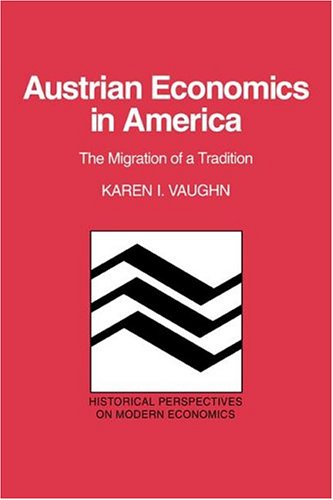 Austrian Economics
in America
The Migration of a Tradition
KAREN I. VAUGHN
HISTORICAL PERSPECTIVES
ON MODERN ECONOMICS